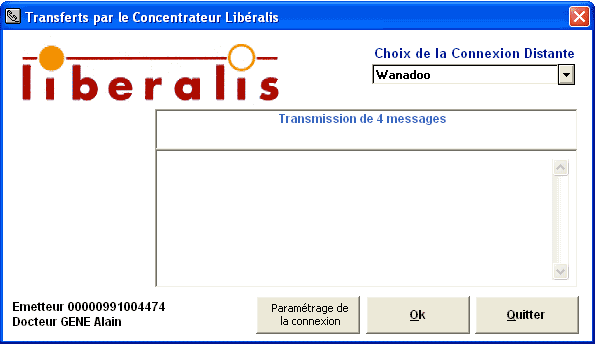 Transferts par le Concentrateur Libéralis
liberalis
Choix de la Connexion Distante
Wanadoo
Transmission de 4 messages
Emetteur 00000991004474
Docteur GENE Alain
Paramétrage de
la connexion
Ok
Quitter